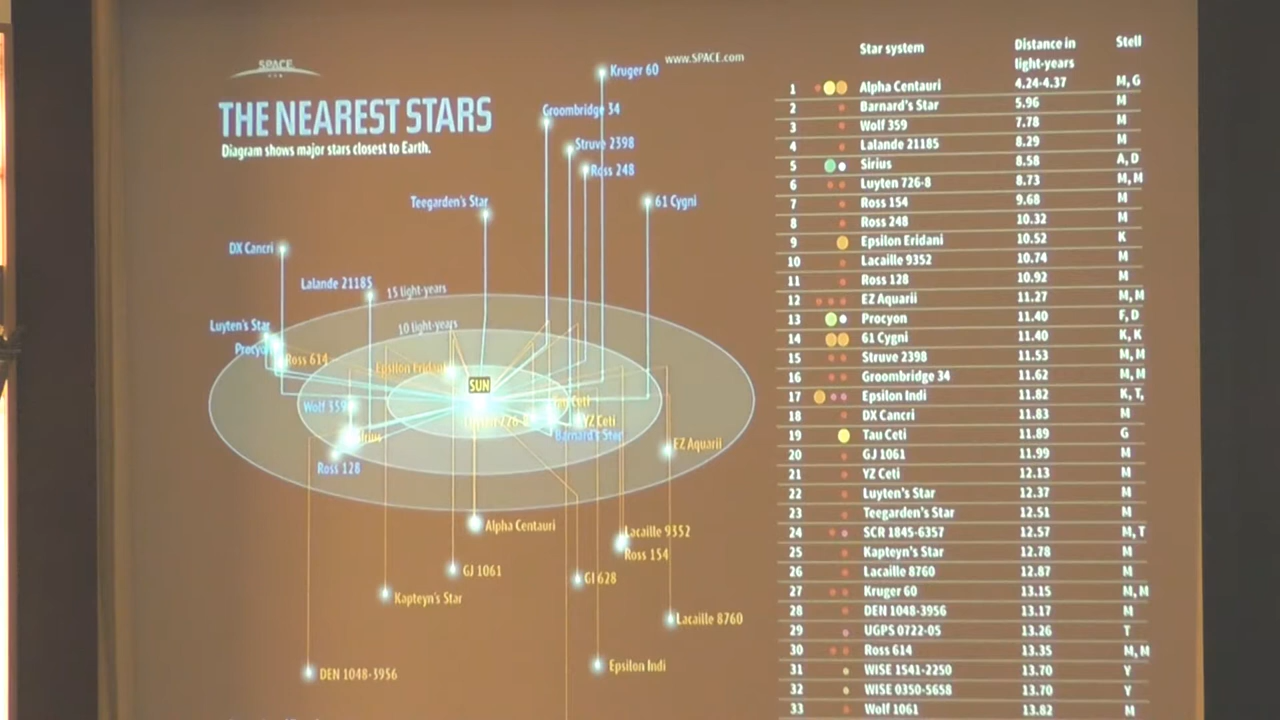 SPACE
www.SPACE.com
THE NEAREST STARS
Diagram shows major stars closest to Earth.
Kruger 60
Groombridge 34
Struve 2398
Ross 248
Teegarden's Star
61 Cygni
DX Cancri
Lalande 21185
15 light-years
Luyten's Star
10 light-years
Procyon
Ross 614
Epsilon Eridani
SUN
Wolf 359
Tau Ceti
YZ Ceti
Sirius
Barnard's Star
EZ Aquarii
Ross 128
Alpha Centauri
Lacaille 9352
Ross 154
GJ 1061
Gl 628
Kapteyn's Star
Lacaille 8760
Epsilon Indi
DEN 1048-3956
Star system Distance in light-years Stell
1 Alpha Centauri 4.24-4.37 M, G
2 Barnard's Star 5.96 M
3 Wolf 359 7.78 M
4 Lalande 21185 8.29 M
5 Sirius 8.58 A, D
6 Luyten 726-8 8.73 M, M
7 Ross 154 9.68 M
8 Ross 248 10.32 M
9 Epsilon Eridani 10.52 K
10 Lacaille 9352 10.74 M
11 Ross 128 10.92 M
12 EZ Aquarii 11.27 M, M
13 Procyon 11.40 F, D
14 61 Cygni 11.40 K, K
15 Struve 2398 11.53 M, M
16 Groombridge 34 11.62 M, M
17 Epsilon Indi 11.82 K, T,
18 DX Cancri 11.83 M
19 Tau Ceti 11.89 G
20 GJ 1061 11.99 M
21 YZ Ceti 12.13 M
22 Luyten's Star 12.37 M
23 Teegarden's Star 12.51 M
24 SCR 1845-6357 12.57 M, T
25 Kapteyn's Star 12.78 M
26 Lacaille 8760 12.87 M
27 Kruger 60 13.15 M, M
28 DEN 1048-3956 13.17 M
29 UGPS 0722-05 13.26 T
30 Ross 614 13.35 M, M
31 WISE 1541-2250 13.70 Y
32 WISE 0350-5658 13.70 Y
33 Wolf 1061 13.82 M